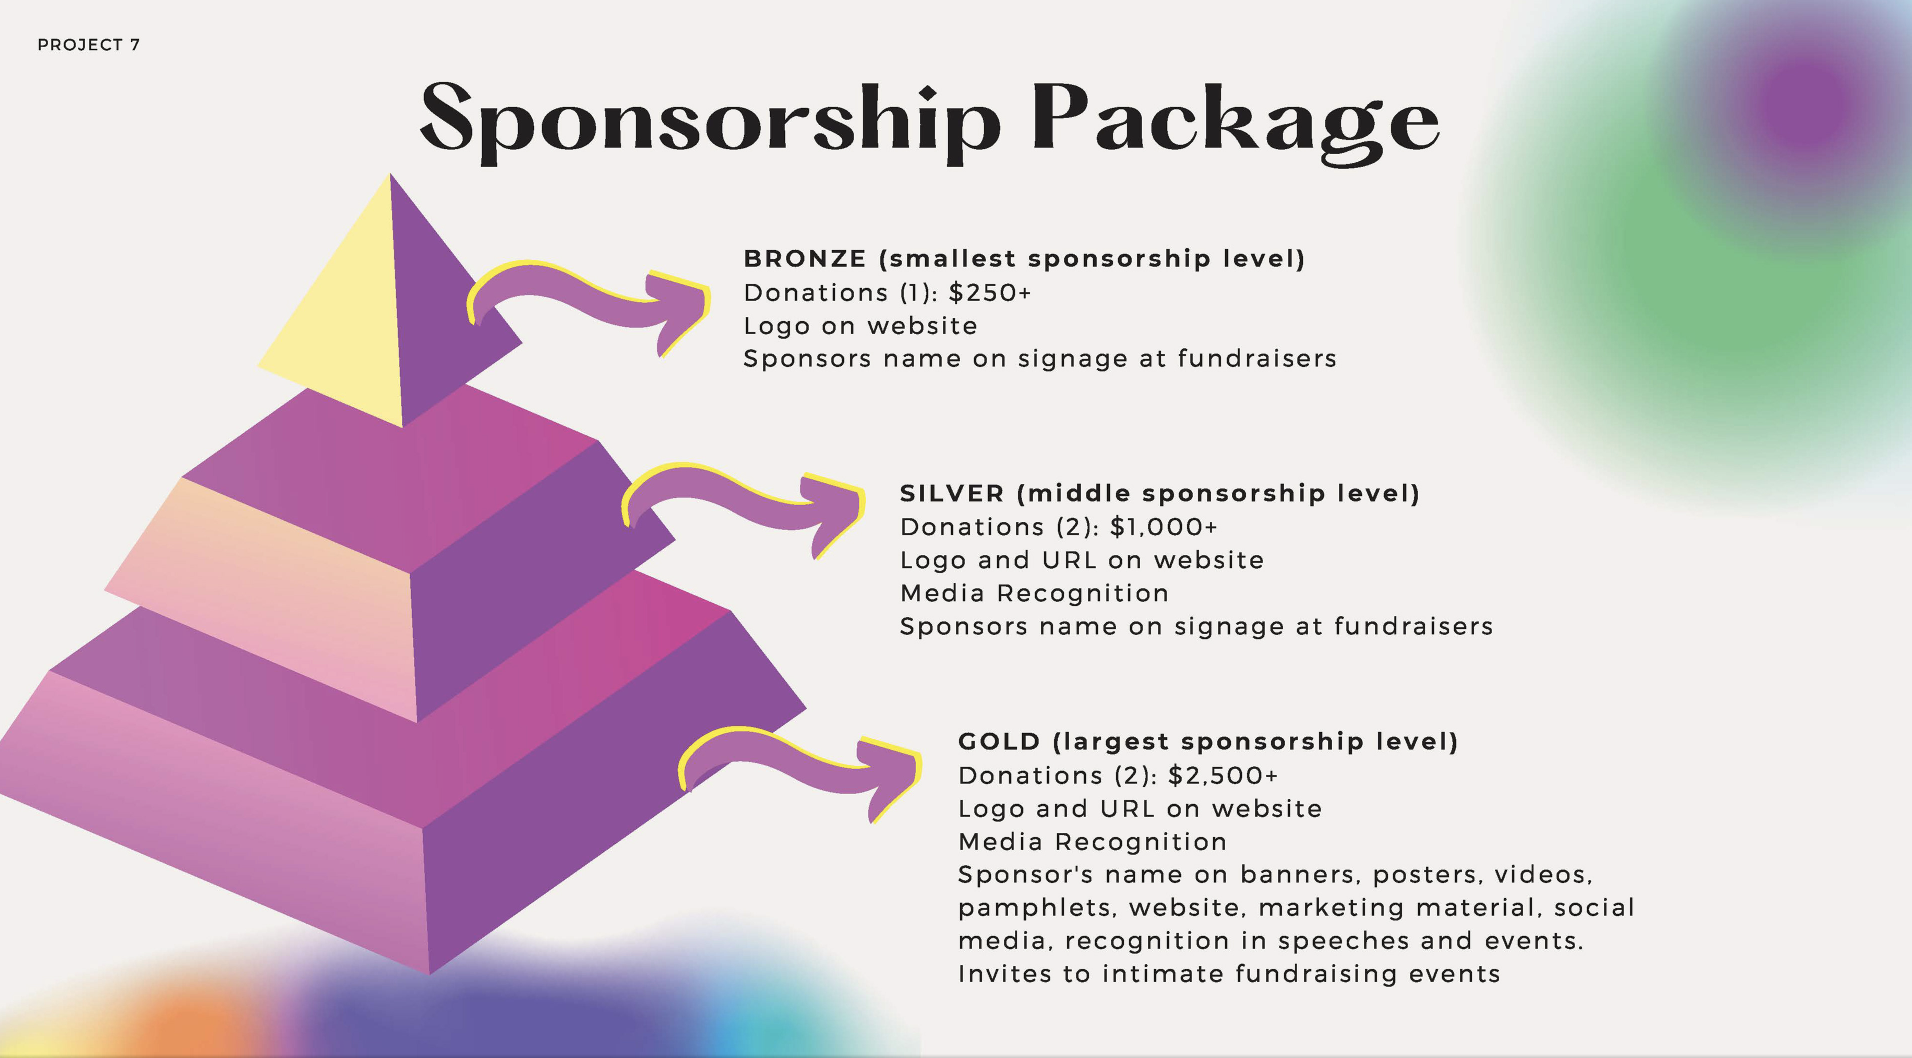 PROJECT 7
Sponsorship Package
BRONZE (smallest sponsorship level)
Donations (1): $250+
Logo on website
Sponsors name on signage at fundraisers
SILVER (middle sponsorship level)
Donations (2): $1,000+
Logo and URL on website
Media Recognition
Sponsors name on signage at fundraisers
GOLD (largest sponsorship level)
Donations (2): $2,500+
Logo and URL on website
Media Recognition
Sponsor's name on banners, posters, videos,
pamphlets, website, marketing material, social
media, recognition in speeches and events.
Invites to intimate fundraising events